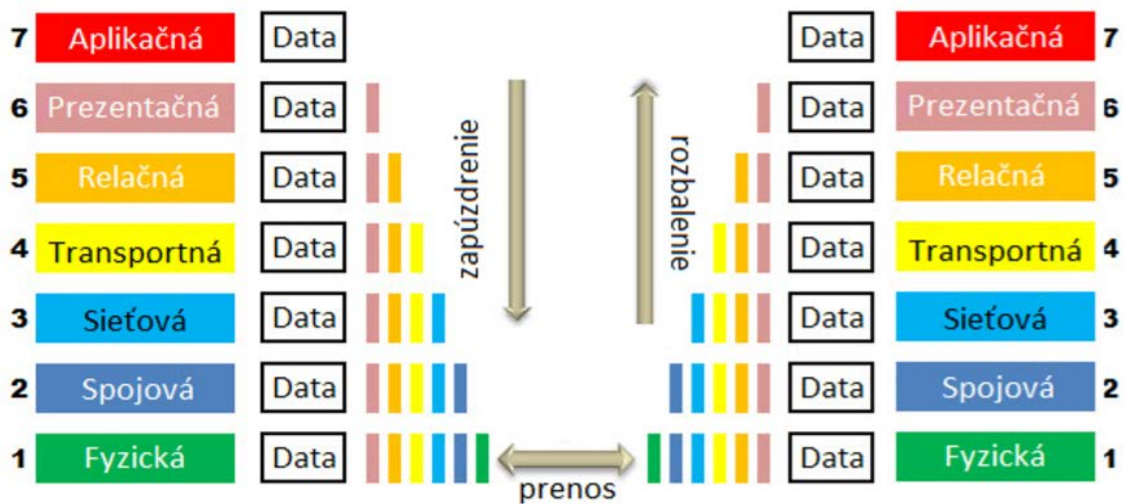 7 Aplikačná Data Data Aplikačná 7
6 Prezentačná Data Data Prezentačná 6
5 Relačná Data Data Relačná 5
4 Transportná Data Data Transportná 4
3 Sieťová Data Data Sieťová 3
2 Spojová Data Data Spojová 2
1 Fyzická Data Data Fyzická 1
zapúzdrenie
rozbalenie
prenos